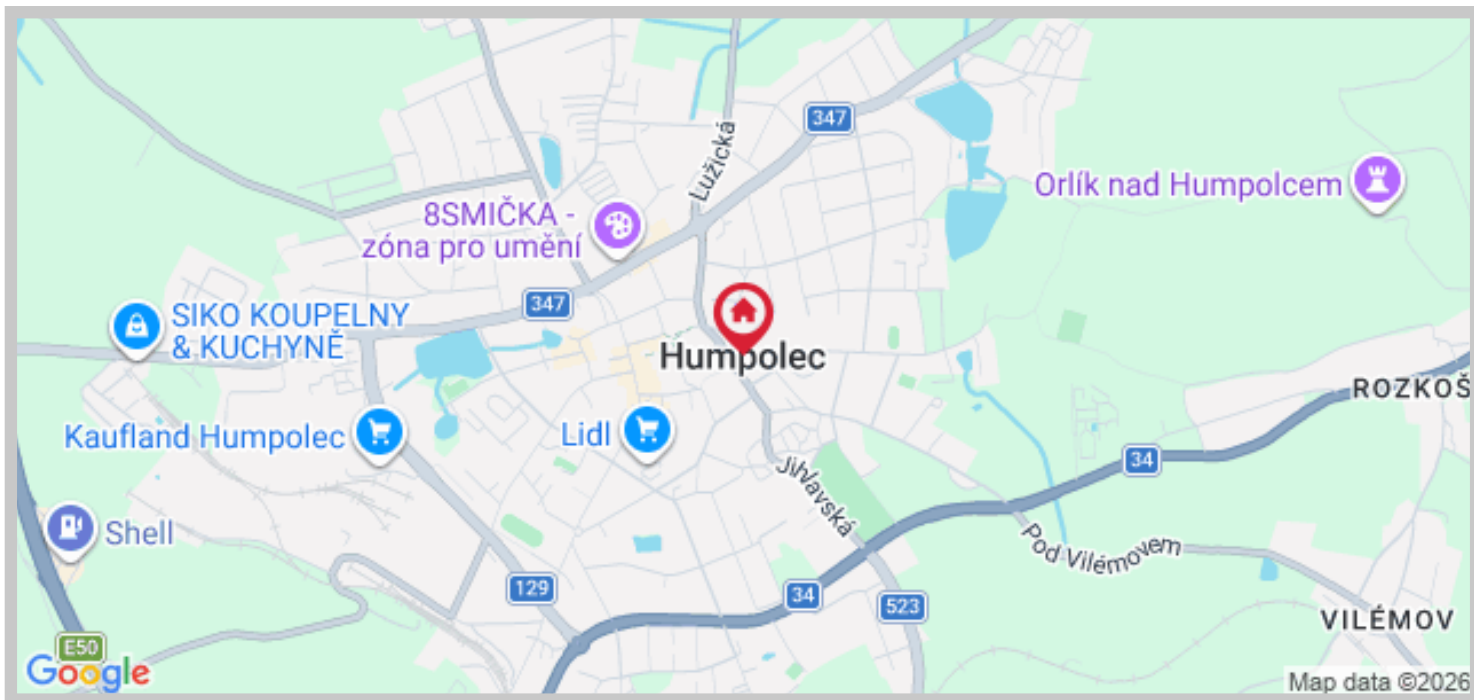 347
Lužická
Orlík nad Humpolcem
8SMIČKA -
zóna pro umění
347
SIKO KOUPELNY
& KUCHYNĚ
Humpolec
ROZKOŠ
Kaufland Humpolec
Lidl
34
Jihlavská
Shell
Pod Vilémovem
129
34
523
VILÉMOV
E50
Google
Map data ©2026